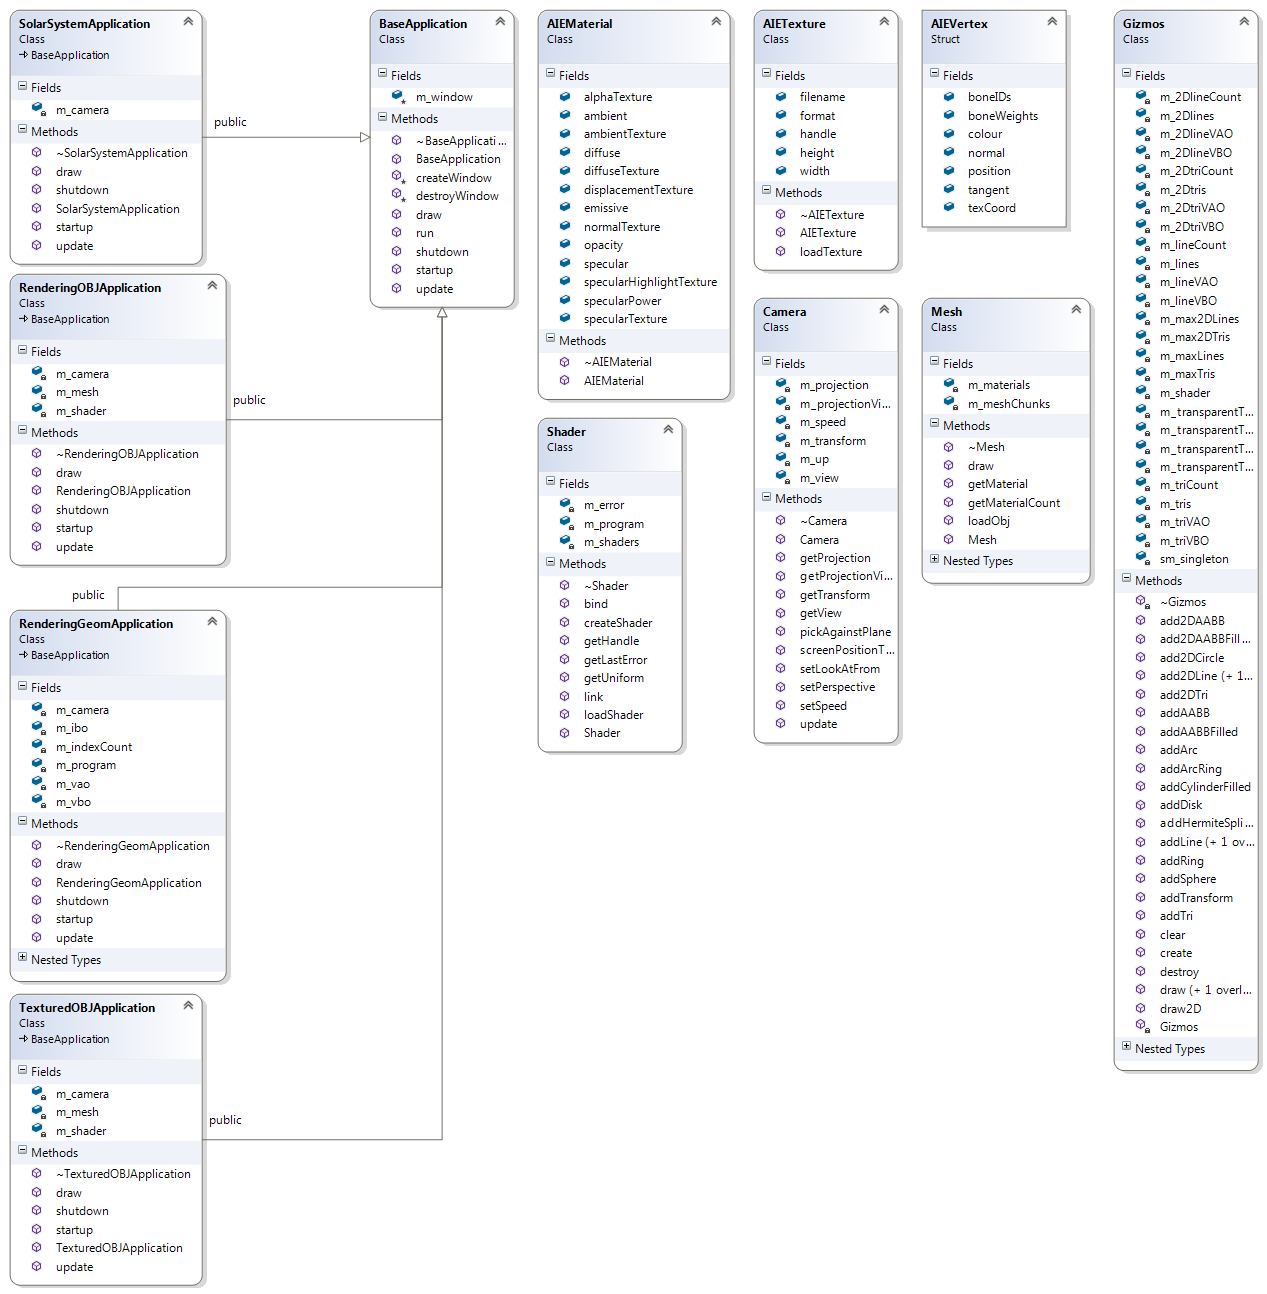 SolarSystemApplication
Class
BaseApplication
Fields
m_camera
Methods
~SolarSystemApplication
draw
shutdown
SolarSystemApplication
startup
update
public
RenderingOBJApplication
Class
BaseApplication
Fields
m_camera
m_mesh
m_shader
Methods
~RenderingOBJApplication
draw
RenderingOBJApplication
shutdown
startup
update
public
public
RenderingGeomApplication
Class
BaseApplication
Fields
m_camera
m_ibo
m_indexCount
m_program
m_vao
m_vbo
Methods
~RenderingGeomApplication
draw
RenderingGeomApplication
shutdown
startup
update
Nested Types
TexturedOBJApplication
Class
BaseApplication
Fields
m_camera
m_mesh
m_shader
Methods
~TexturedOBJApplication
draw
shutdown
startup
TexturedOBJApplication
update
public
BaseApplication
Class
Fields
m_window
Methods
~BaseApplicati...
BaseApplication
createWindow
destroyWindow
draw
run
shutdown
startup
update
AIEMaterial
Class
Fields
alphaTexture
ambient
ambientTexture
diffuse
diffuseTexture
displacementTexture
emissive
normalTexture
opacity
specular
specularHighlightTexture
specularPower
specularTexture
Methods
~AIEMaterial
AIEMaterial
Shader
Class
Fields
m_error
m_program
m_shaders
Methods
~Shader
bind
createShader
getHandle
getLastError
getUniform
link
loadShader
Shader
AIETexture
Class
Fields
filename
format
handle
height
width
Methods
~AIETexture
AIETexture
loadTexture
Camera
Class
Fields
m_projection
m_projectionVi...
m_speed
m_transform
m_up
m_view
Methods
~Camera
Camera
getProjection
getProjectionVi...
getTransform
getView
pickAgainstPlane
screenPositionT...
setLookAtFrom
setPerspective
setSpeed
update
AIEVertex
Struct
Fields
boneIDs
boneWeights
colour
normal
position
tangent
texCoord
Mesh
Class
Fields
m_materials
m_meshChunks
Methods
~Mesh
draw
getMaterial
getMaterialCount
loadObj
Mesh
Nested Types
Gizmos
Class
Fields
m_2DlineCount
m_2Dlines
m_2DlineVAO
m_2DlineVBO
m_2DtriCount
m_2Dtris
m_2DtriVAO
m_2DtriVBO
m_lineCount
m_lines
m_lineVAO
m_lineVBO
m_max2DLines
m_max2DTris
m_maxLines
m_maxTris
m_shader
m_transparentT...
m_transparentT...
m_transparentT...
m_transparentT...
m_triCount
m_tris
m_triVAO
m_triVBO
sm_singleton
Methods
~Gizmos
add2DAABB
add2DAABBFill...
add2DCircle
add2DLine (+ 1...
add2DTri
addAABB
addAABBFilled
addArc
addArcRing
addCylinderFilled
addDisk
addHermiteSpli...
addLine (+ 1 ov...
addRing
addSphere
addTransform
addTri
clear
create
destroy
draw (+ 1 overl...
draw2D
Gizmos
Nested Types